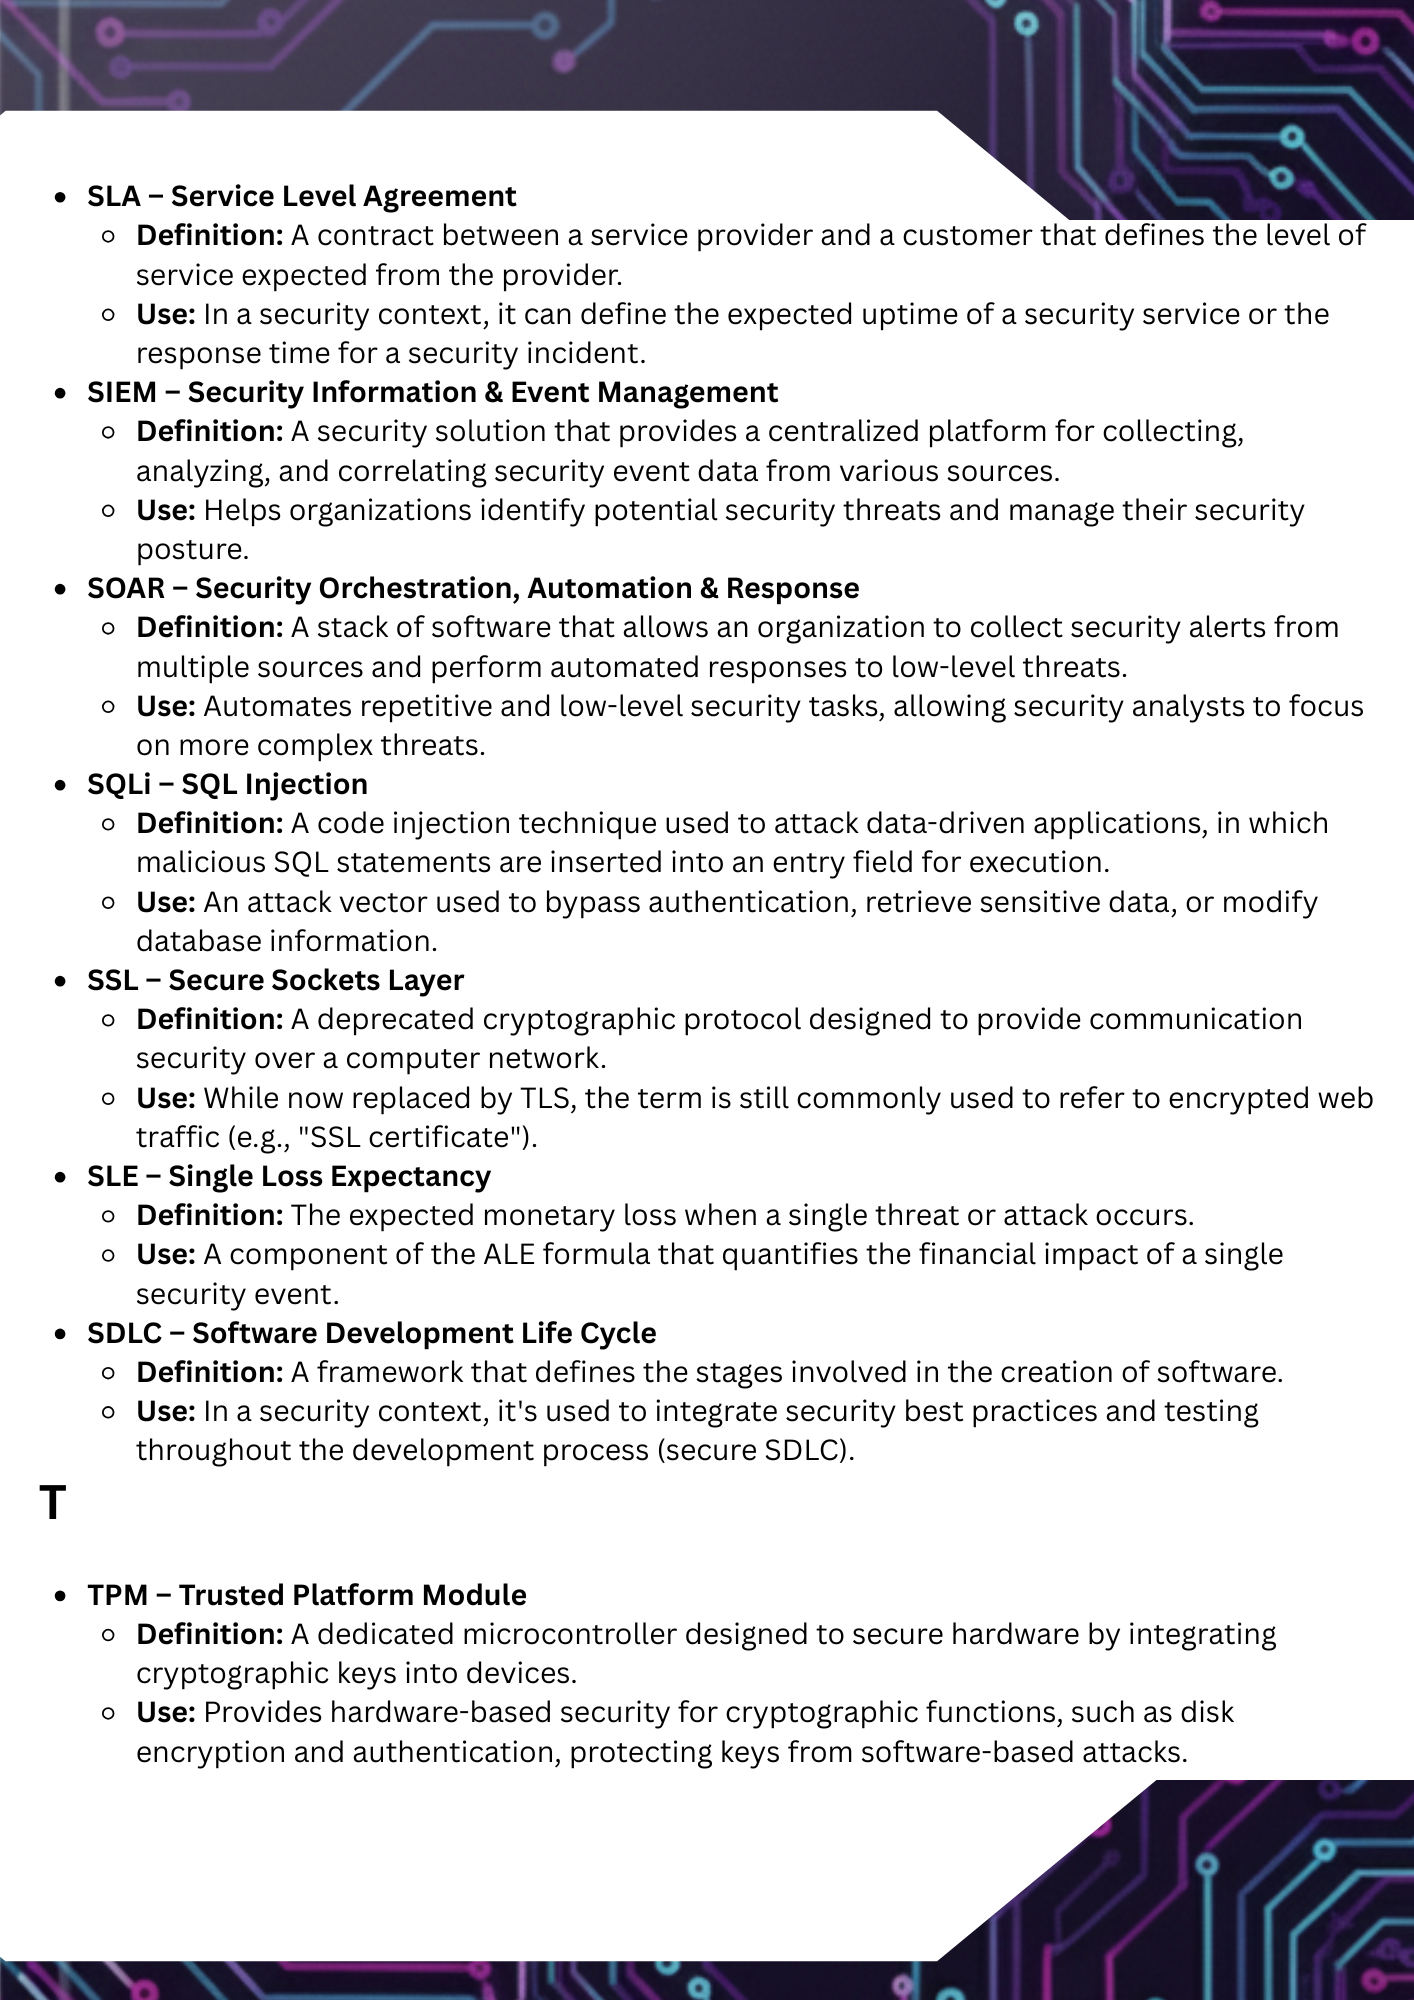 • SLA – Service Level Agreement
○ Definition: A contract between a service provider and a customer that defines the level of
service expected from the provider.
○ Use: In a security context, it can define the expected uptime of a security service or the
response time for a security incident.
• SIEM – Security Information & Event Management
○ Definition: A security solution that provides a centralized platform for collecting,
analyzing, and correlating security event data from various sources.
○ Use: Helps organizations identify potential security threats and manage their security
posture.
• SOAR – Security Orchestration, Automation & Response
○ Definition: A stack of software that allows an organization to collect security alerts from
multiple sources and perform automated responses to low-level threats.
○ Use: Automates repetitive and low-level security tasks, allowing security analysts to focus
on more complex threats.
• SQLi – SQL Injection
○ Definition: A code injection technique used to attack data-driven applications, in which
malicious SQL statements are inserted into an entry field for execution.
○ Use: An attack vector used to bypass authentication, retrieve sensitive data, or modify
database information.
• SSL – Secure Sockets Layer
○ Definition: A deprecated cryptographic protocol designed to provide communication
security over a computer network.
○ Use: While now replaced by TLS, the term is still commonly used to refer to encrypted web
traffic (e.g., "SSL certificate").
• SLE – Single Loss Expectancy
○ Definition: The expected monetary loss when a single threat or attack occurs.
○ Use: A component of the ALE formula that quantifies the financial impact of a single
security event.
• SDLC – Software Development Life Cycle
○ Definition: A framework that defines the stages involved in the creation of software.
○ Use: In a security context, it's used to integrate security best practices and testing
throughout the development process (secure SDLC).
T
• TPM – Trusted Platform Module
○ Definition: A dedicated microcontroller designed to secure hardware by integrating
cryptographic keys into devices.
○ Use: Provides hardware-based security for cryptographic functions, such as disk
encryption and authentication, protecting keys from software-based attacks.